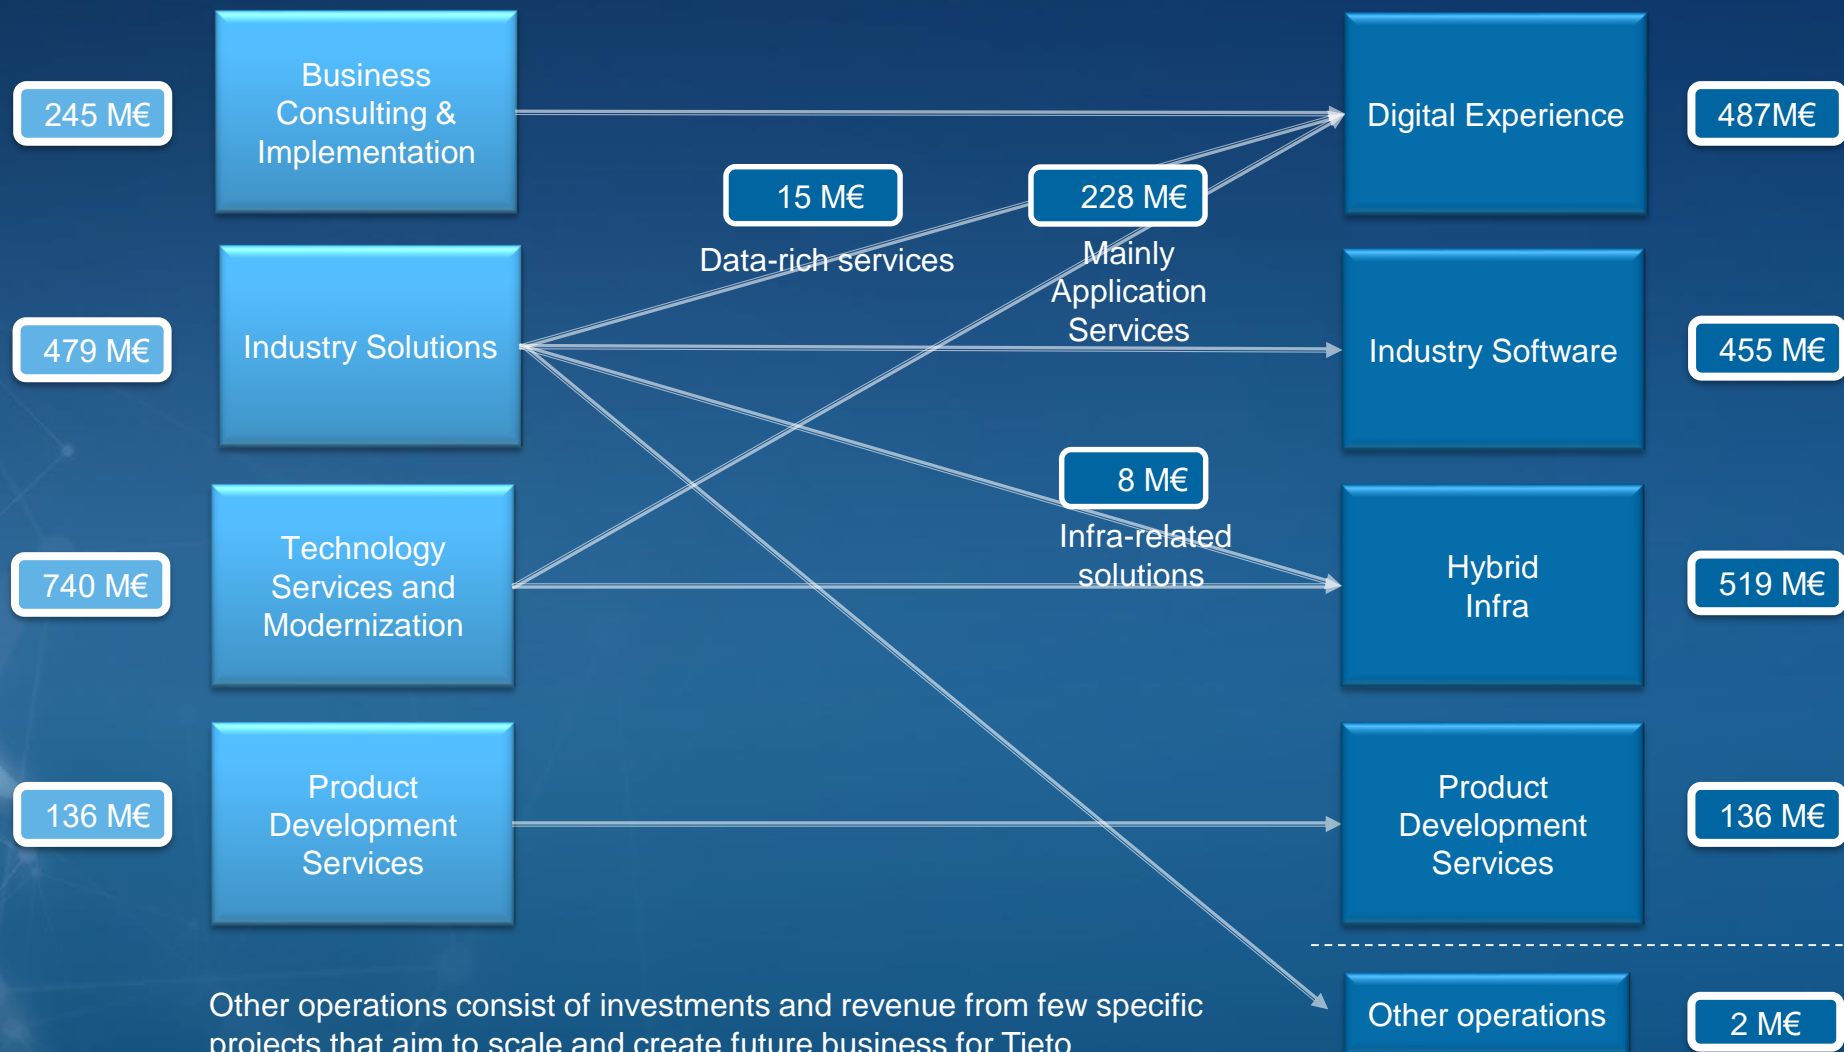 245 M€
Business
Consulting &
Implementation
Digital Experience
487M€
15 M€
Data-rich services
228 M€
Mainly
Application
Services
479 M€
Industry Solutions
Industry Software
455 M€
8 M€
Infra-related
solutions
740 M€
Technology
Services and
Modernization
Hybrid
Infra
519 M€
136 M€
Product
Development
Services
Product
Development
Services
136 M€
Other operations
2 M€
Other operations consist of investments and revenue from few specific
projects that aim to scale and create future business for Tieto